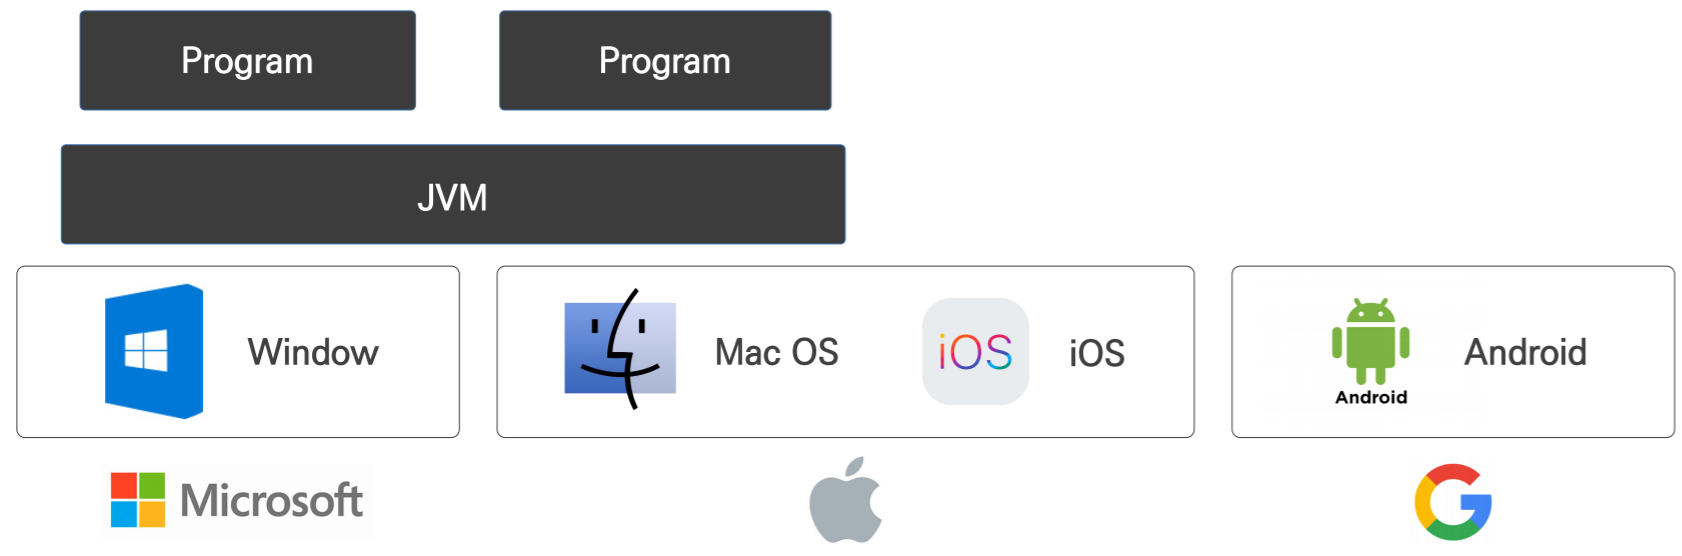 Program
Program
JVM
Window
Mac OS
iOS
iOS
Android
Android
Microsoft